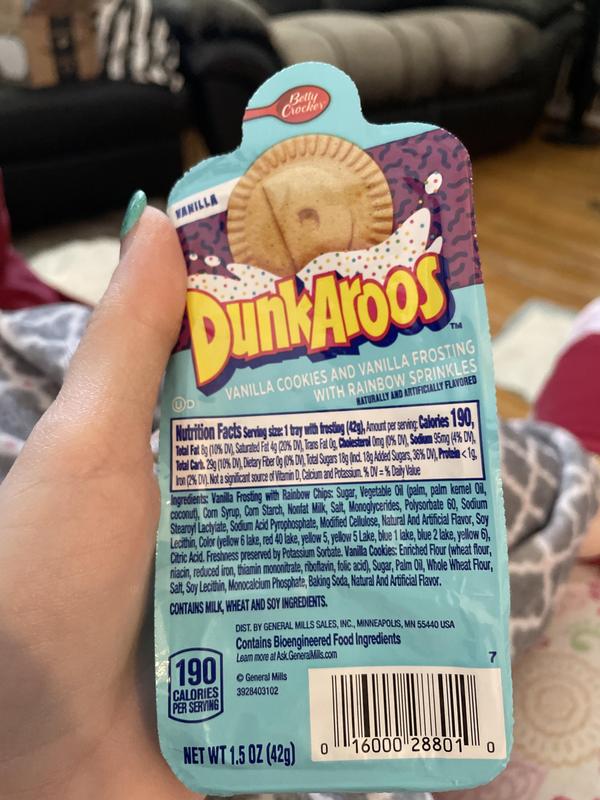 Betty
Crocker
VANILLA
DunkAroos™
VANILLA COOKIES AND VANILLA FROSTING
WITH RAINBOW SPRINKLES
NATURALLY AND ARTIFICIALLY FLAVORED
U D
Nutrition Facts Serving size: 1 tray with frosting (42g), Amount per serving: Calories 190,
Total Fat 8g (10% DV), Saturated Fat 4g (20% DV), Trans Fat 0g, Cholesterol 0mg (0% DV), Sodium 95mg (4% DV),
Total Carb. 29g (10% DV), Dietary Fiber 0g (0% DV), Total Sugars 18g (Incl. 18g Added Sugars, 36% DV), Protein < 1g,
Iron (2% DV). Not a significant source of Vitamin D, Calcium and Potassium. % DV = % Daily Value
Ingredients: Vanilla Frosting with Rainbow Chips: Sugar, Vegetable Oil (palm, palm kernel Oil,
coconut), Corn Syrup, Corn Starch, Nonfat Milk, Salt, Monoglycerides, Polysorbate 60, Sodium
Stearoyl Lactylate, Sodium Acid Pyrophosphate, Modified Cellulose, Natural And Artificial Flavor, Soy
Lecithin, Color (yellow 6 lake, red 40 lake, yellow 5, yellow 5 Lake, blue 1 lake, blue 2 lake, yellow 6),
Citric Acid. Freshness preserved by Potassium Sorbate. Vanilla Cookies: Enriched Flour (wheat flour,
niacin, reduced iron, thiamin mononitrate, riboflavin, folic acid), Sugar, Palm Oil, Whole Wheat Flour,
Salt, Soy Lecithin, Monocalcium Phosphate, Baking Soda, Natural And Artificial Flavor.
CONTAINS MILK, WHEAT AND SOY INGREDIENTS.
DIST. BY GENERAL MILLS SALES, INC., MINNEAPOLIS, MN 55440 USA
Contains Bioengineered Food Ingredients
Learn more at Ask.GeneralMills.com
7
190
CALORIES
PER SERVING
© General Mills
3928403102
0 16000 28801 0
NET WT 1.5 OZ (42g)